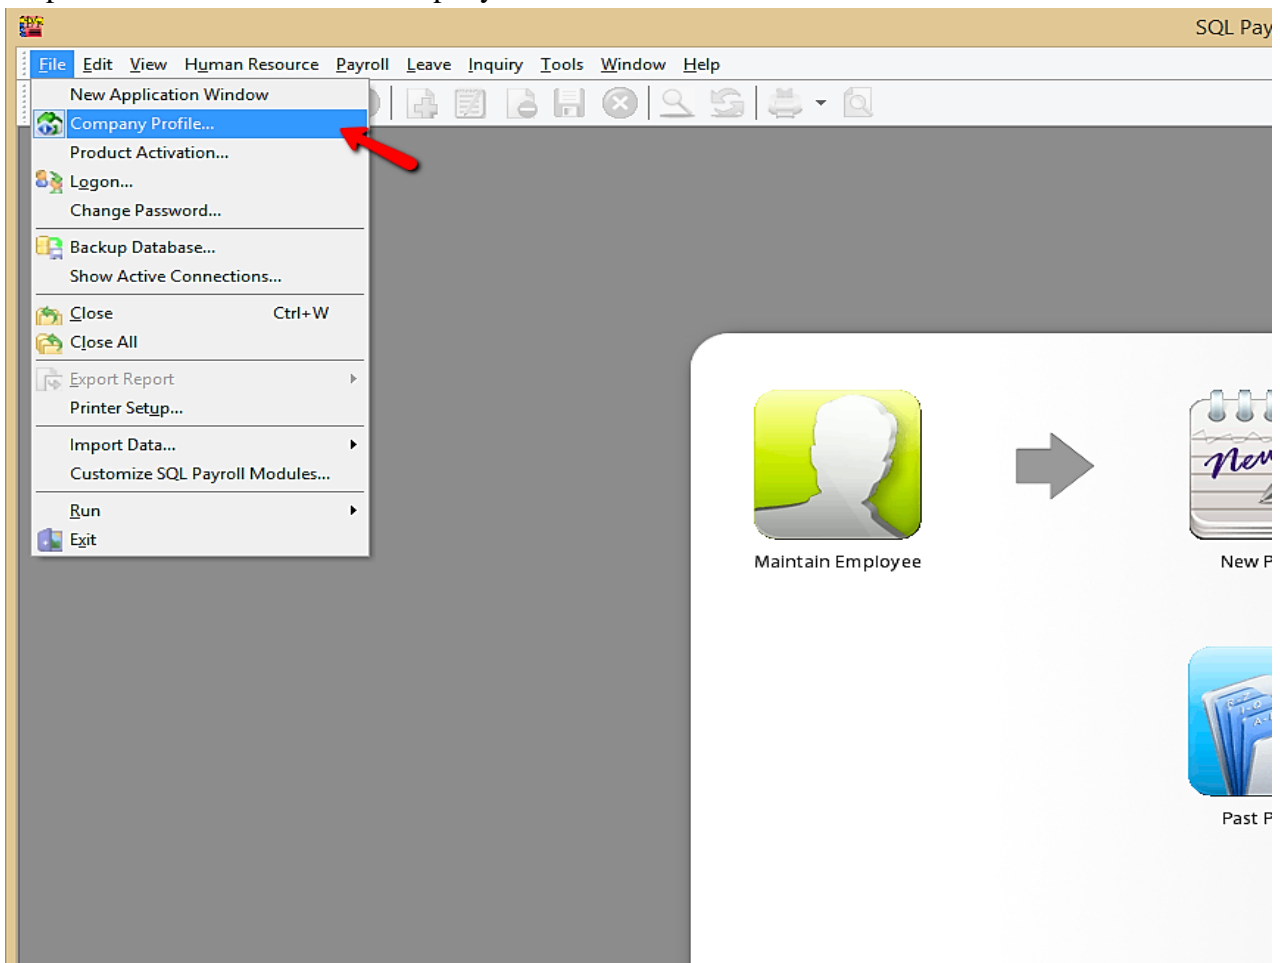 SQL Pay
File Edit View Human Resource Payroll Leave Inquiry Tools Window Help
New Application Window
Company Profile...
Product Activation...
Logon...
Change Password...
Backup Database...
Show Active Connections...
Close Ctrl+W
Close All
Export Report
Printer Setup...
Import Data...
Customize SQL Payroll Modules...
Run
Exit
Maintain Employee
New P
Past P